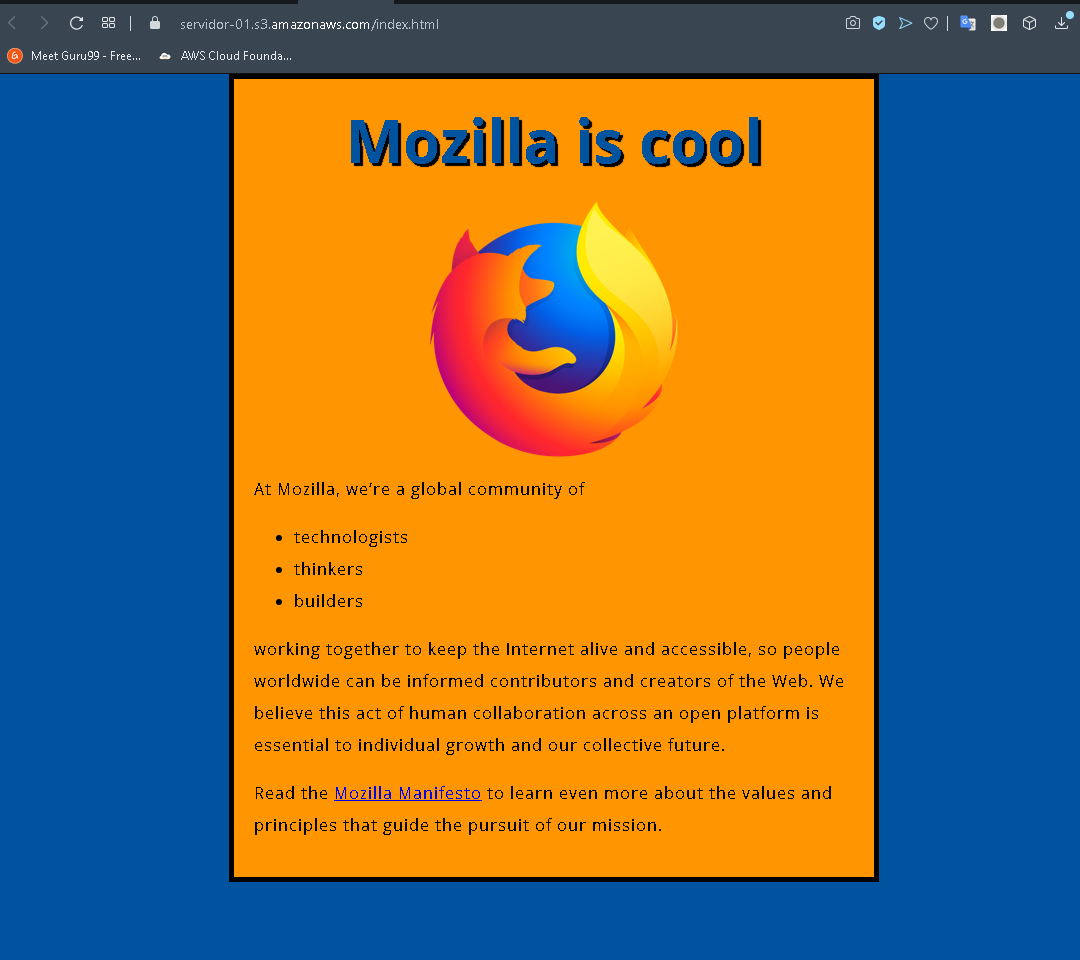 servidor-01.s3.amazonaws.com/index.html
Meet Guru99 - Free... AWS Cloud Founda...
Mozilla is cool
At Mozilla, we’re a global community of
• technologists
• thinkers
• builders
working together to keep the Internet alive and accessible, so people
worldwide can be informed contributors and creators of the Web. We
believe this act of human collaboration across an open platform is
essential to individual growth and our collective future.
Read the Mozilla Manifesto to learn even more about the values and
principles that guide the pursuit of our mission.